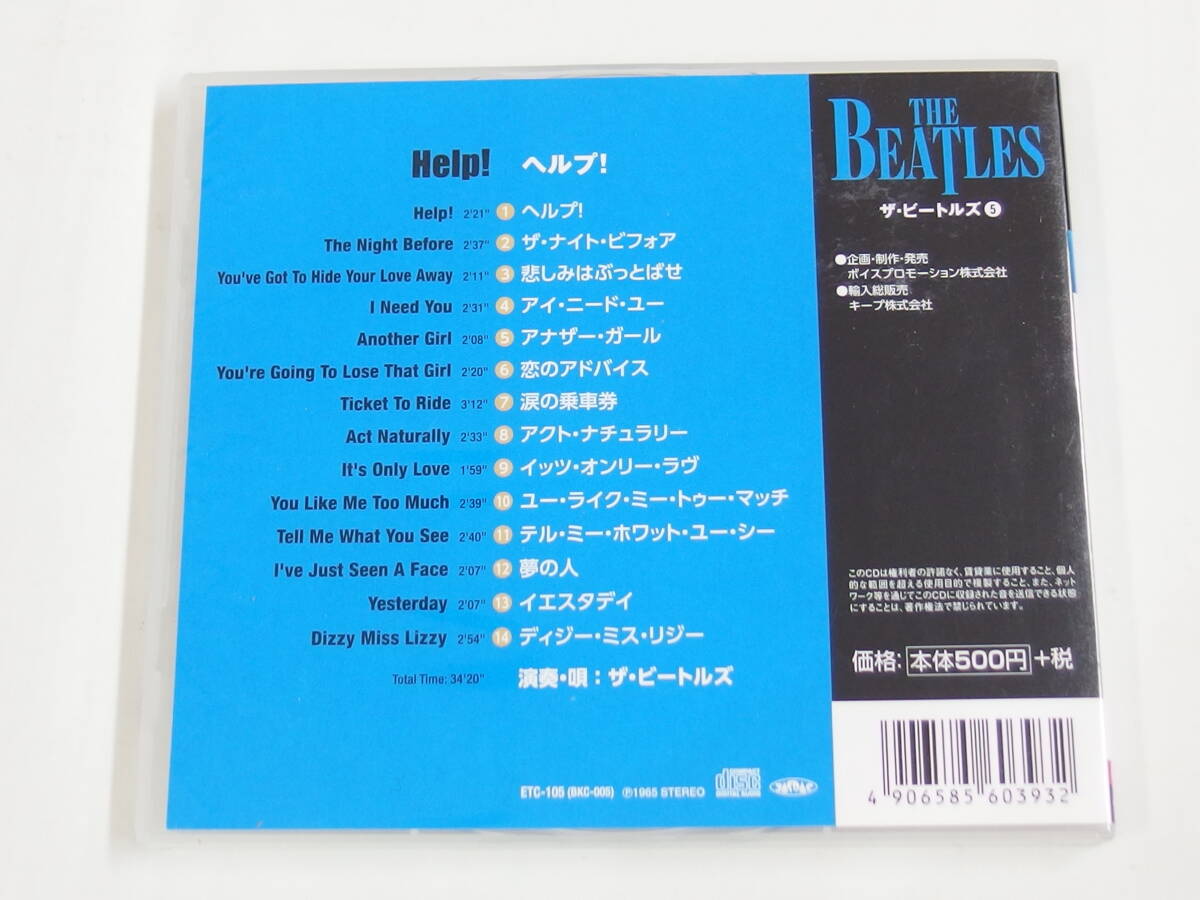 Help! ヘルプ!
Help! 2'21" 1 ヘルプ!
The Night Before 2'37" 2 ザ・ナイト・ビフォア
You've Got To Hide Your Love Away 2'11" 3 悲しみはぶっとばせ
I Need You 2'31" 4 アイ・ニード・ユー
Another Girl 2'08" 5 アナザー・ガール
You're Going To Lose That Girl 2'20" 6 恋のアドバイス
Ticket To Ride 3'12" 7 涙の乗車券
Act Naturally 2'33" 8 アクト・ナチュラリー
It's Only Love 1'59" 9 イッツ・オンリー・ラヴ
You Like Me Too Much 2'39" 10 ユー・ライク・ミー・トゥー・マッチ
Tell Me What You See 2'40" 11 テル・ミー・ホワット・ユー・シー
I've Just Seen A Face 2'07" 12 夢の人
Yesterday 2'07" 13 イエスタデイ
Dizzy Miss Lizzy 2'54" 14 ディジー・ミス・リジー
Total Time: 34'20" 演奏・唄：ザ・ビートルズ
ETC-105 (BKC-005) ℗1965 STEREO
COMPACT
disc
DIGITAL AUDIO
THE
BEATLES
ザ・ビートルズ 5
●企画・制作・発売
ボイスプロモーション株式会社
●輸入総販売
キープ株式会社
このCDは権利者の許諾なく、賃貸業に使用すること、個人
的な範囲を超える使用目的で複製すること、また、ネット
ワーク等を通じてこのCDに収録された音を送信できる状態
にすることは、著作権法で禁じられています。
価格: 本体500円 +税
4 906585 603932